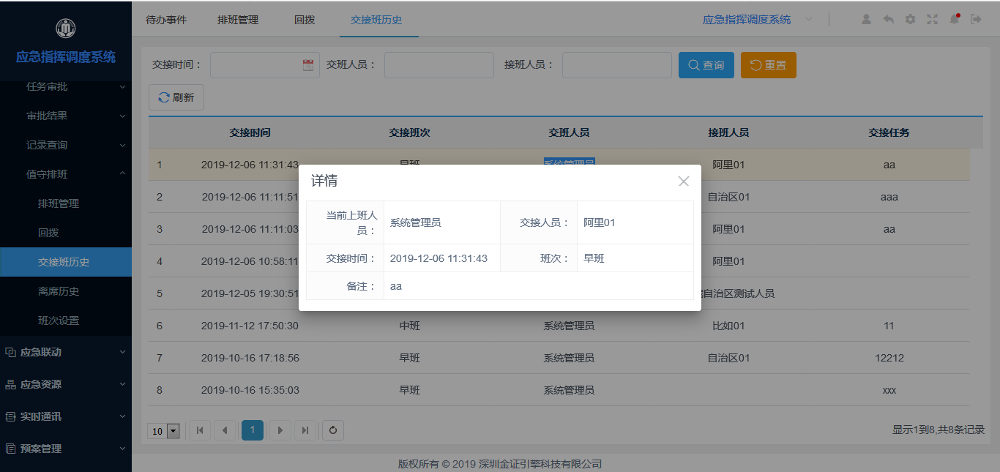 应急指挥调度系统
任务审批
审批结果
记录查询
值守排班
排班管理
回拨
交接班历史
离席历史
班次设置
应急联动
应急资源
实时通讯
预案管理
待办事件 排班管理 回拨 交接班历史 应急指挥调度系统
交接时间： 交班人员： 接班人员： 查询 重置
刷新
交接时间 交接班次 交班人员 接班人员 交接任务
1 2019-12-06 11:31:43 早班 系统管理员 阿里01 aa
2 2019-12-06 11:11:51 自治区01 aaa
3 2019-12-06 11:11:03 阿里01 aa
4 2019-12-06 10:58:11 阿里01
5 2019-12-05 19:30:51 自治区测试人员
6 2019-11-12 17:50:30 中班 系统管理员 比如01 11
7 2019-10-16 17:18:56 早班 系统管理员 自治区01 12212
8 2019-10-16 15:35:03 早班 系统管理员 xxx
详情
当前上班人员： 系统管理员 交接人员： 阿里01
交接时间： 2019-12-06 11:31:43 班次： 早班
备注： aa
10 1 显示1到8,共8条记录
版权所有 © 2019 深圳金证引擎科技有限公司